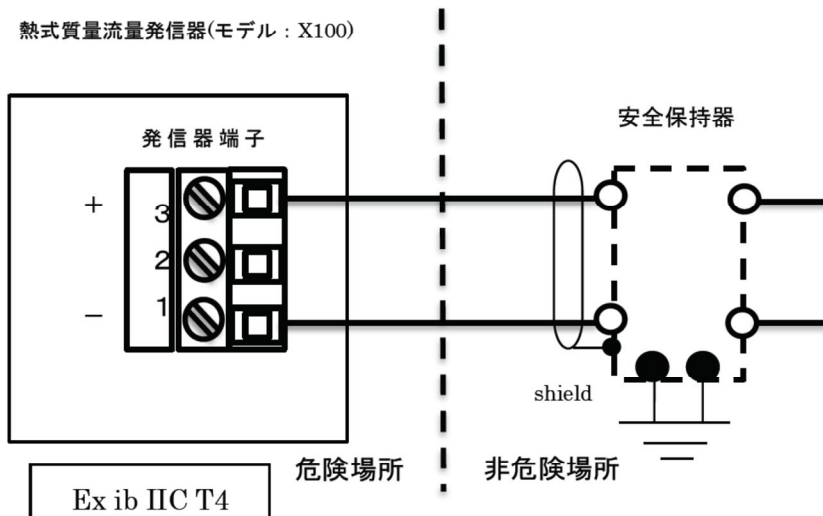 熱式質量流量発信器(モデル：X100)
安全保持器
発信器端子
+ 3
2
− 1
shield
危険場所 非危険場所
Ex ib IIC T4